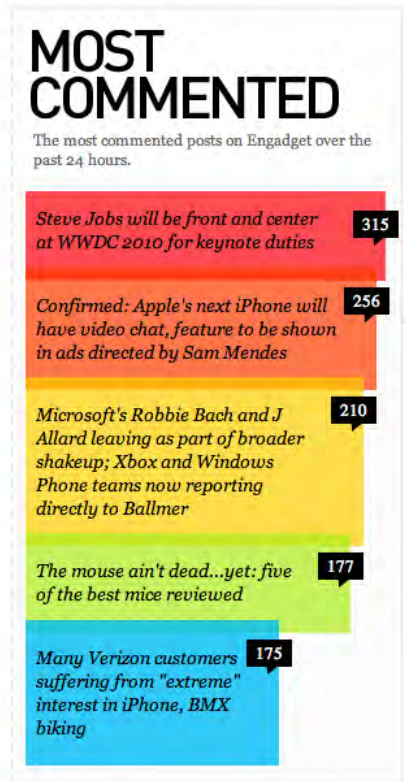 MOST
COMMENTED
The most commented posts on Engadget over the
past 24 hours.
Steve Jobs will be front and center
at WWDC 2010 for keynote duties
315
Confirmed: Apple's next iPhone will
have video chat, feature to be shown
in ads directed by Sam Mendes
256
Microsoft's Robbie Bach and J
Allard leaving as part of broader
shakeup; Xbox and Windows
Phone teams now reporting
directly to Ballmer
210
The mouse ain't dead...yet: five
of the best mice reviewed
177
Many Verizon customers
suffering from "extreme"
interest in iPhone, BMX
biking
175